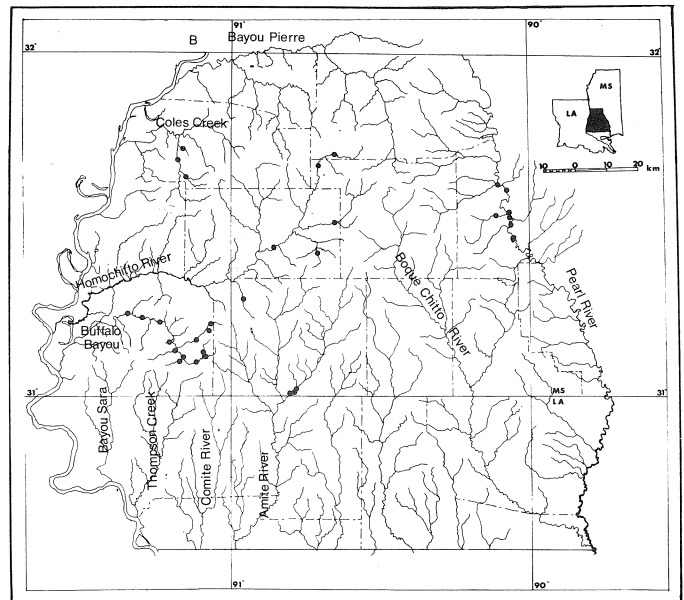 91°
90°
B
Bayou Pierre
32°
32°
MS
LA
Coles Creek
10 0 10 20 km
Homochitto River
Boque Chitto River
Pearl River
Buffalo
Bayou
31°
31°
MS
LA
Bayou Sara
Thompson Creek
Comite River
Amite River
91°
90°